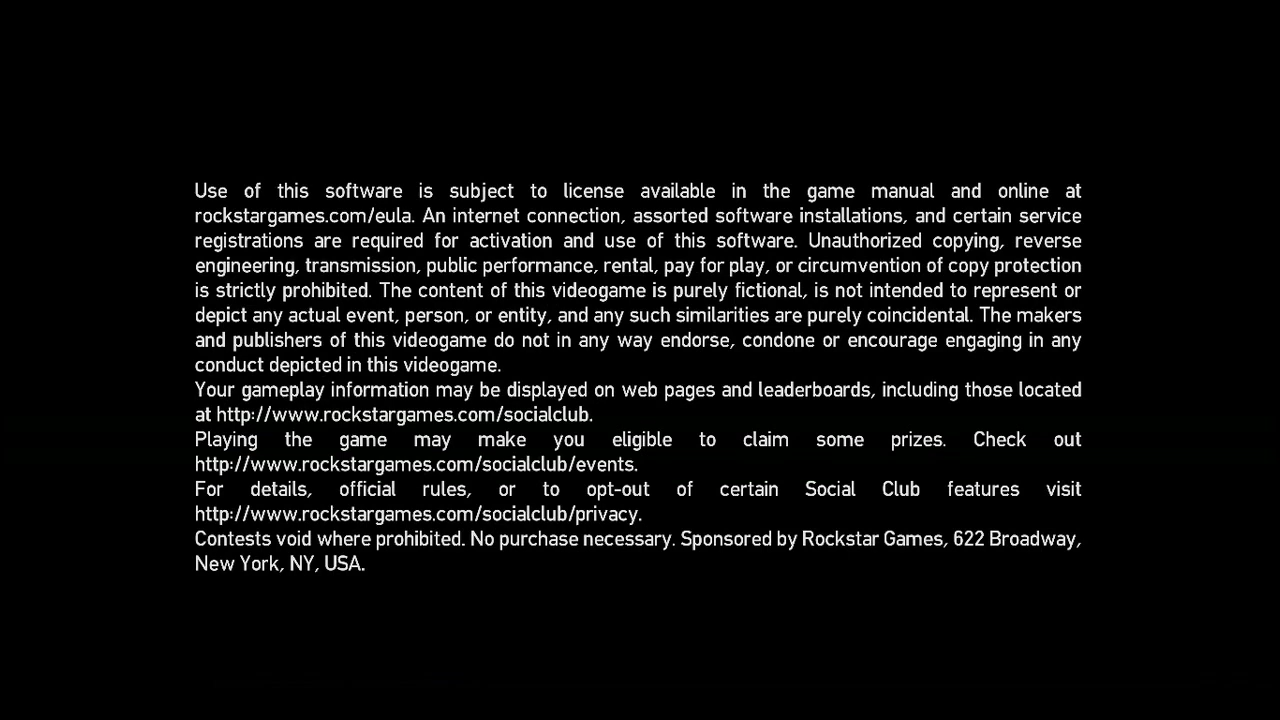 Use of this software is subject to license available in the game manual and online at
rockstargames.com/eula. An internet connection, assorted software installations, and certain service
registrations are required for activation and use of this software. Unauthorized copying, reverse
engineering, transmission, public performance, rental, pay for play, or circumvention of copy protection
is strictly prohibited. The content of this videogame is purely fictional, is not intended to represent or
depict any actual event, person, or entity, and any such similarities are purely coincidental. The makers
and publishers of this videogame do not in any way endorse, condone or encourage engaging in any
conduct depicted in this videogame.
Your gameplay information may be displayed on web pages and leaderboards, including those located
at http://www.rockstargames.com/socialclub.
Playing the game may make you eligible to claim some prizes. Check out
http://www.rockstargames.com/socialclub/events.
For details, official rules, or to opt-out of certain Social Club features visit
http://www.rockstargames.com/socialclub/privacy.
Contests void where prohibited. No purchase necessary. Sponsored by Rockstar Games, 622 Broadway,
New York, NY, USA.